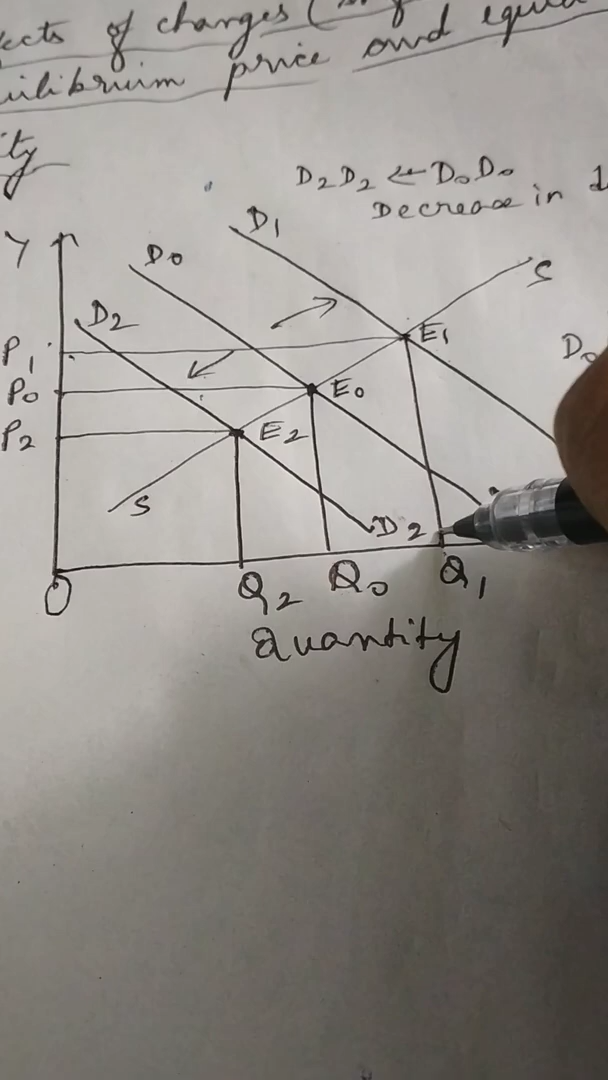 of changes (
price and
D2D2 ← D0D0
Decrease in
Y
D1
D0
S
D2
P1
E1
D0
P0
E0
P2
E2
S
D2
O
Q2 Q0 Q1
Quantity